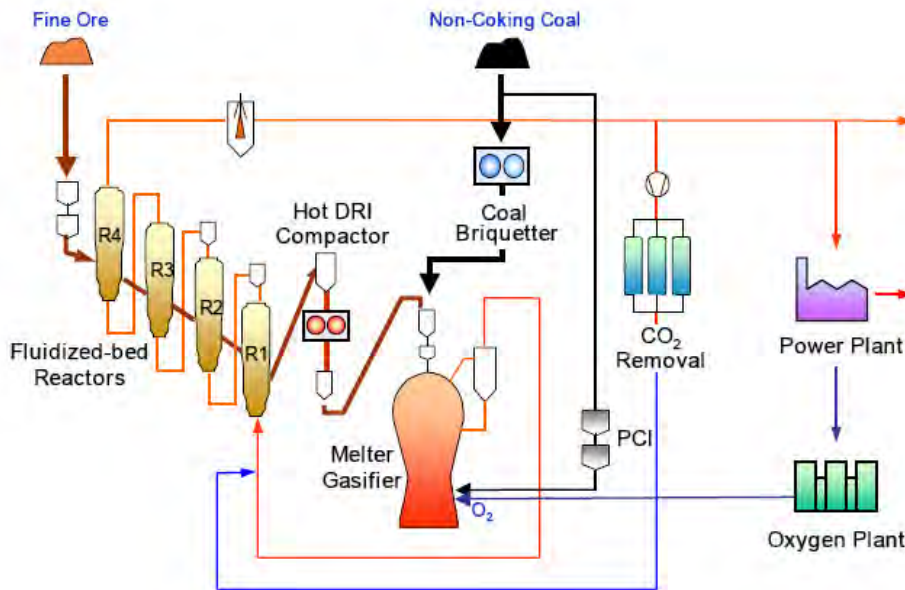 Fine Ore
Non-Coking Coal
R4
R3
R2
R1
Hot DRI
Compactor
Coal
Briquetter
Fluidized-bed
Reactors
CO₂
Removal
Power Plant
Melter
Gasifier
PCI
O₂
Oxygen Plant